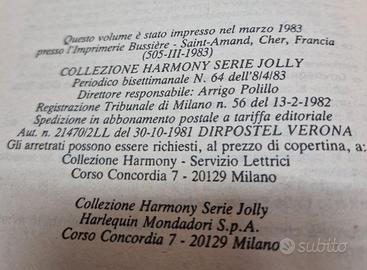 Questo volume è stato impresso nel marzo 1983
presso l'Imprimerie Bussière - Saint-Amand, Cher, Francia
(505-III-1983)
COLLEZIONE HARMONY SERIE JOLLY
Periodico bisettimanale N. 64 dell'8/4/83
Direttore responsabile: Arrigo Polillo
Registrazione Tribunale di Milano n. 56 del 13-2-1982
Spedizione in abbonamento postale a tariffa editoriale
Aut. n. 21470/2LL del 30-10-1981 DIRPOSTEL VERONA
Gli arretrati possono essere richiesti, al prezzo di copertina, a:
Collezione Harmony - Servizio Lettrici
Corso Concordia 7 - 20129 Milano
Collezione Harmony Serie Jolly
Harlequin Mondadori S.p.A.
Corso Concordia 7 - 20129 Milano
subito